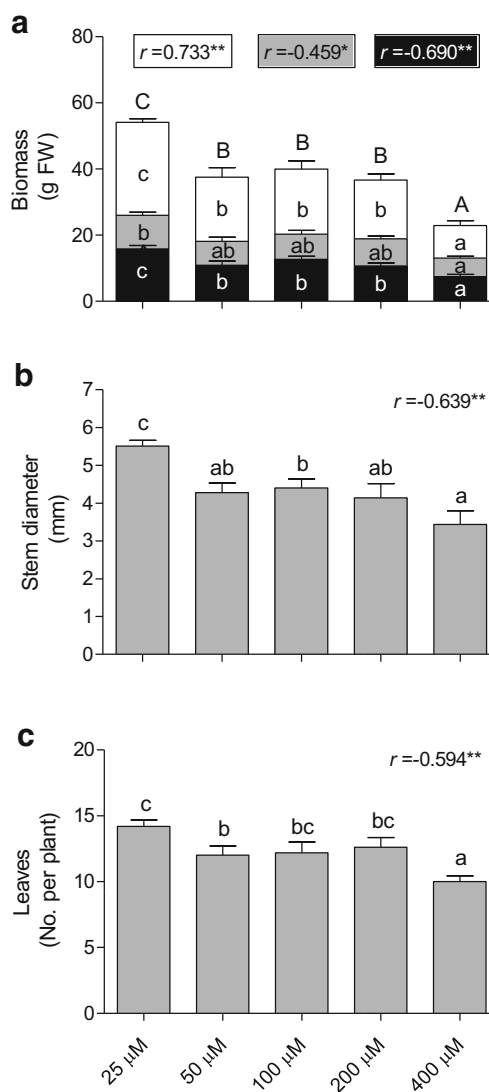 a
80
r=0.733** r=-0.459* r=-0.690**
60
40
20
0
Biomass
(g FW)
C B B B A
c b b b a
b ab ab ab a
c b b b a
b
7
6
5
4
3
2
1
0
Stem diameter
(mm)
r=-0.639**
c ab b ab a
c
20
15
10
5
0
Leaves
(No. per plant)
r=-0.594**
c b bc bc a
25 µM 50 µM 100 µM 200 µM 400 µM